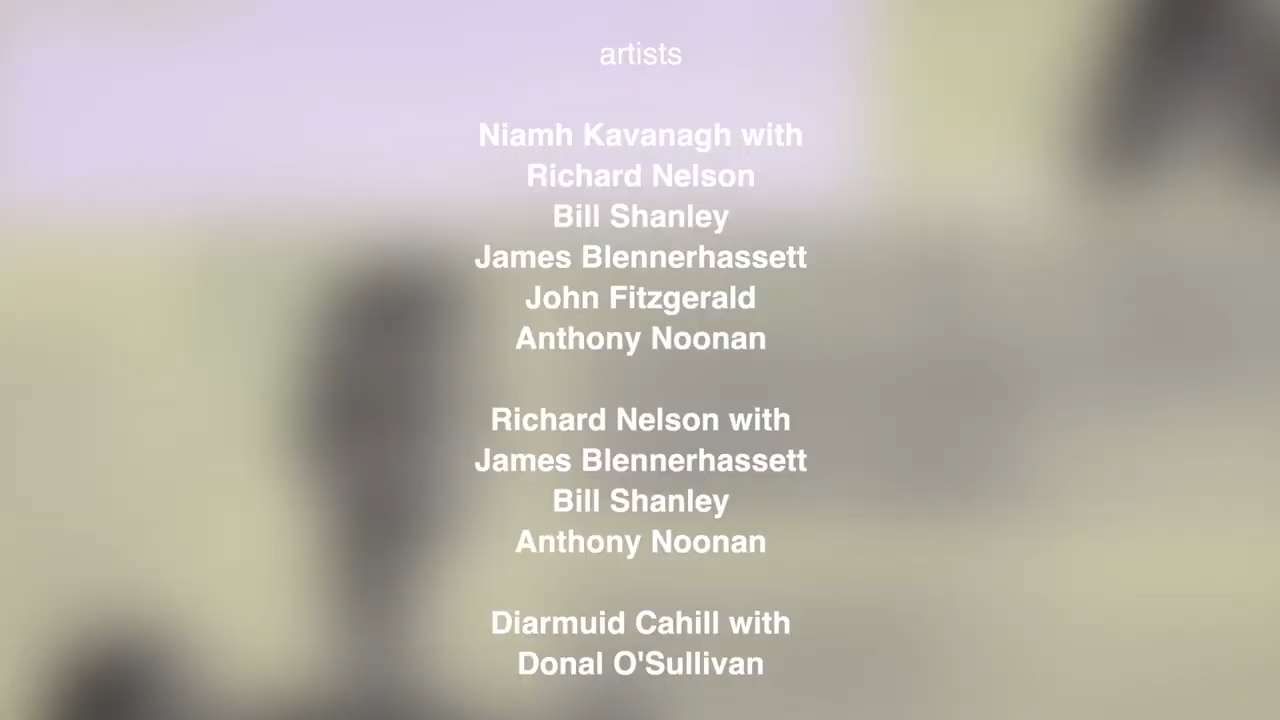 artists
Niamh Kavanagh with
Richard Nelson
Bill Shanley
James Blennerhassett
John Fitzgerald
Anthony Noonan
Richard Nelson with
James Blennerhassett
Bill Shanley
Anthony Noonan
Diarmuid Cahill with
Donal O'Sullivan